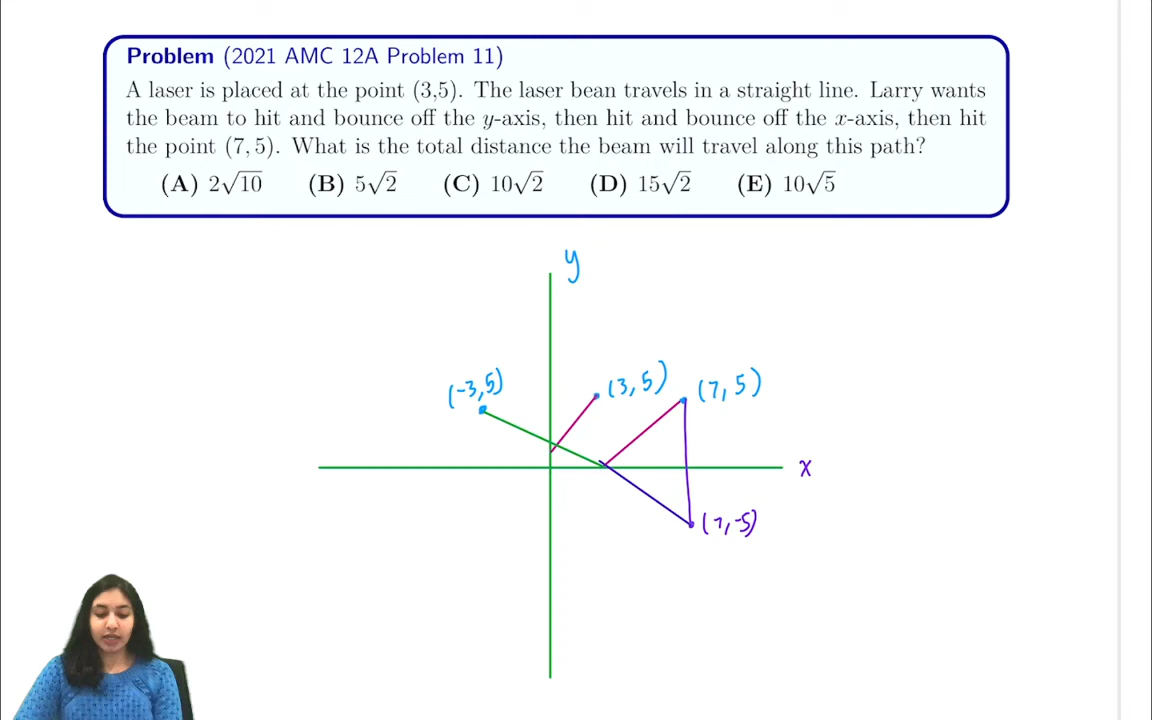 Problem (2021 AMC 12A Problem 11)
A laser is placed at the point (3,5). The laser bean travels in a straight line. Larry wants
the beam to hit and bounce off the y-axis, then hit and bounce off the x-axis, then hit
the point (7, 5). What is the total distance the beam will travel along this path?
(A) 2√10 (B) 5√2 (C) 10√2 (D) 15√2 (E) 10√5
y
(-3,5) (3,5) (7,5)
x
(7,-5)